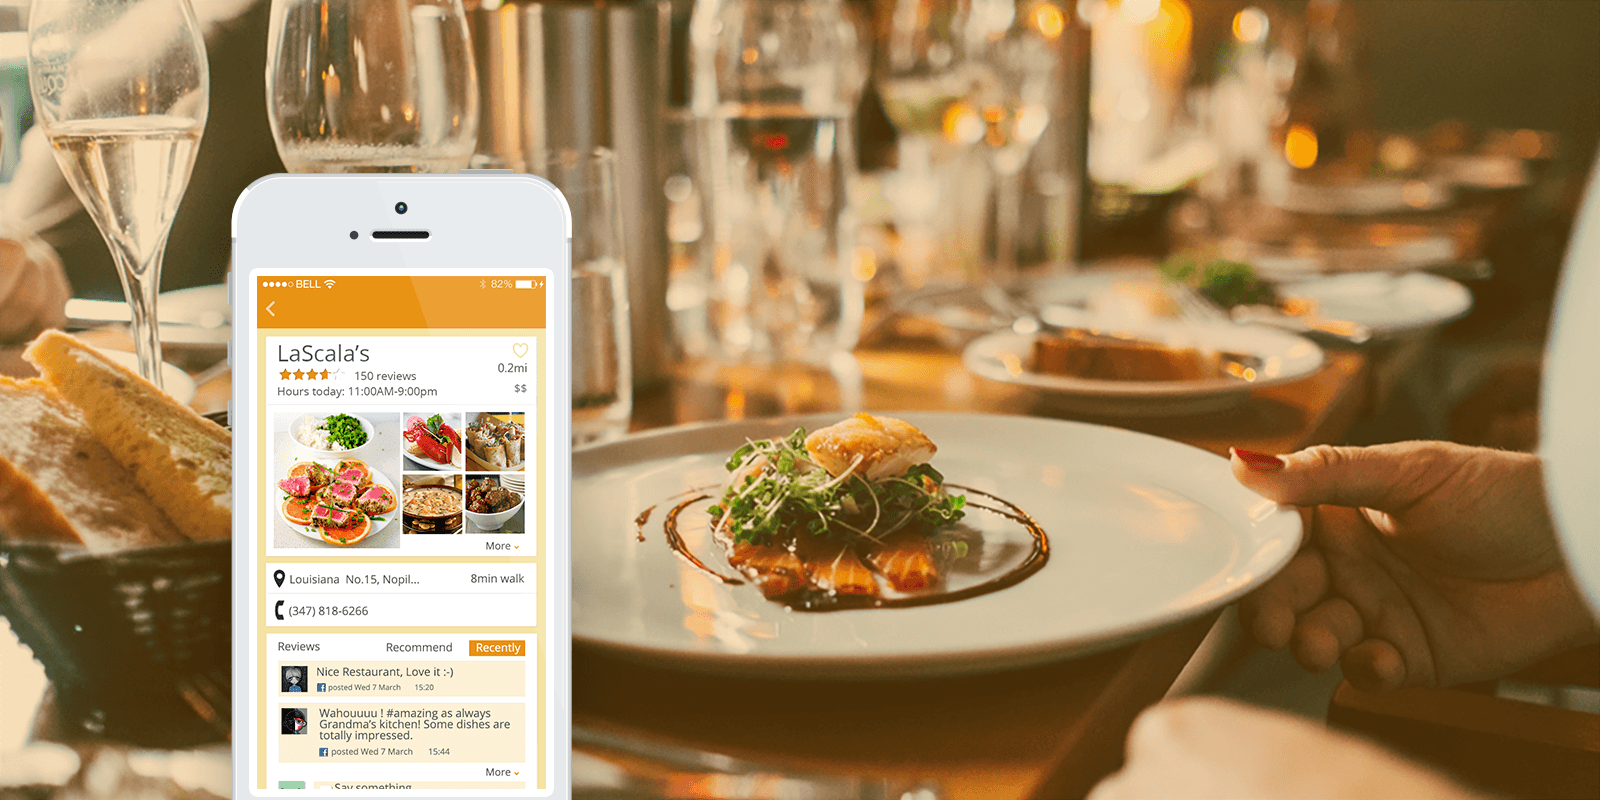 BELL 82%
LaScala's
0.2mi
150 reviews
$$
Hours today: 11:00AM-9:00pm
More
Louisiana No.15, Nopil... 8min walk
(347) 818-6266
Reviews Recommend Recently
Nice Restaurant, Love it :-)
posted Wed 7 March 15:20
Wahouuuu ! #amazing as always
Grandma's kitchen! Some dishes are
totally impressed.
posted Wed 7 March 15:44
More
Say something